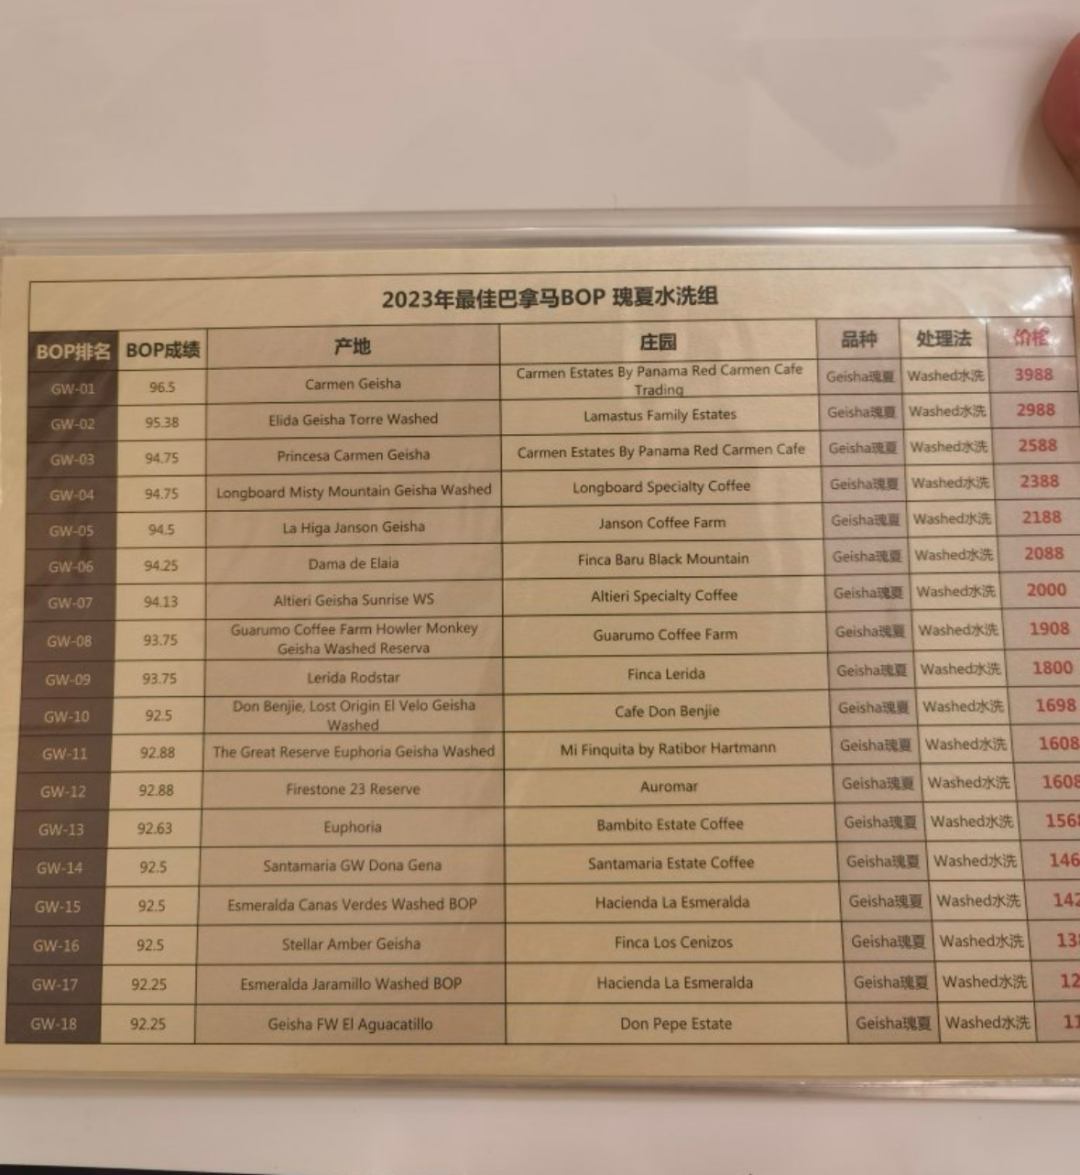 2023年最佳巴拿马BOP 瑰夏水洗组
BOP排名 BOP成绩 产地 庄园 品种 处理法 价格
GW-01 96.5 Carmen Geisha Carmen Estates By Panama Red Carmen Cafe Trading Geisha瑰夏 Washed水洗 3988
GW-02 95.38 Elida Geisha Torre Washed Lamastus Family Estates Geisha瑰夏 Washed水洗 2988
GW-03 94.75 Princesa Carmen Geisha Carmen Estates By Panama Red Carmen Cafe Geisha瑰夏 Washed水洗 2588
GW-04 94.75 Longboard Misty Mountain Geisha Washed Longboard Specialty Coffee Geisha瑰夏 Washed水洗 2388
GW-05 94.5 La Higa Janson Geisha Janson Coffee Farm Geisha瑰夏 Washed水洗 2188
GW-06 94.25 Dama de Elaia Finca Baru Black Mountain Geisha瑰夏 Washed水洗 2088
GW-07 94.13 Altieri Geisha Sunrise WS Altieri Specialty Coffee Geisha瑰夏 Washed水洗 2000
GW-08 93.75 Guarumo Coffee Farm Howler Monkey Geisha Washed Reserva Guarumo Coffee Farm Geisha瑰夏 Washed水洗 1908
GW-09 93.75 Lerida Rodstar Finca Lerida Geisha瑰夏 Washed水洗 1800
GW-10 92.5 Don Benjie, Lost Origin El Velo Geisha Washed Cafe Don Benjie Geisha瑰夏 Washed水洗 1698
GW-11 92.88 The Great Reserve Euphoria Geisha Washed Mi Finquita by Ratibor Hartmann Geisha瑰夏 Washed水洗 1608
GW-12 92.88 Firestone 23 Reserve Auromar Geisha瑰夏 Washed水洗 1608
GW-13 92.63 Euphoria Bambito Estate Coffee Geisha瑰夏 Washed水洗
GW-14 92.5 Santamaria GW Dona Gena Santamaria Estate Coffee Geisha瑰夏 Washed水洗
GW-15 92.5 Esmeralda Canas Verdes Washed BOP Hacienda La Esmeralda Geisha瑰夏 Washed水洗
GW-16 92.5 Stellar Amber Geisha Finca Los Cenizos Geisha瑰夏 Washed水洗
GW-17 92.25 Esmeralda Jaramillo Washed BOP Hacienda La Esmeralda Geisha瑰夏 Washed水洗
GW-18 92.25 Geisha FW El Aguacatillo Don Pepe Estate Geisha瑰夏 Washed水洗